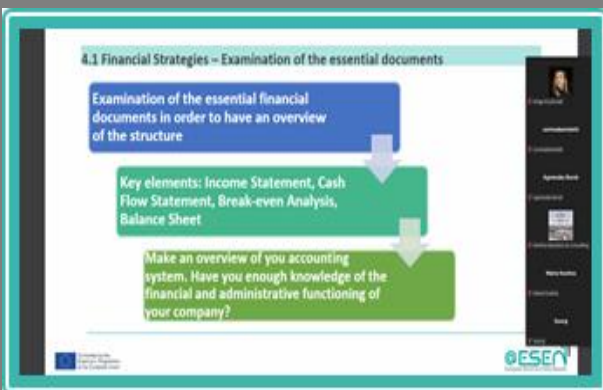 4.1 Financial Strategies – Examination of the essential documents
Examination of the essential financial
documents in order to have an overview
of the structure
Key elements: Income Statement, Cash
Flow Statement, Break-even Analysis,
Balance Sheet
Make an overview of you accounting
system. Have you enough knowledge of the
financial and administrative functioning of
your company?
@ESEN